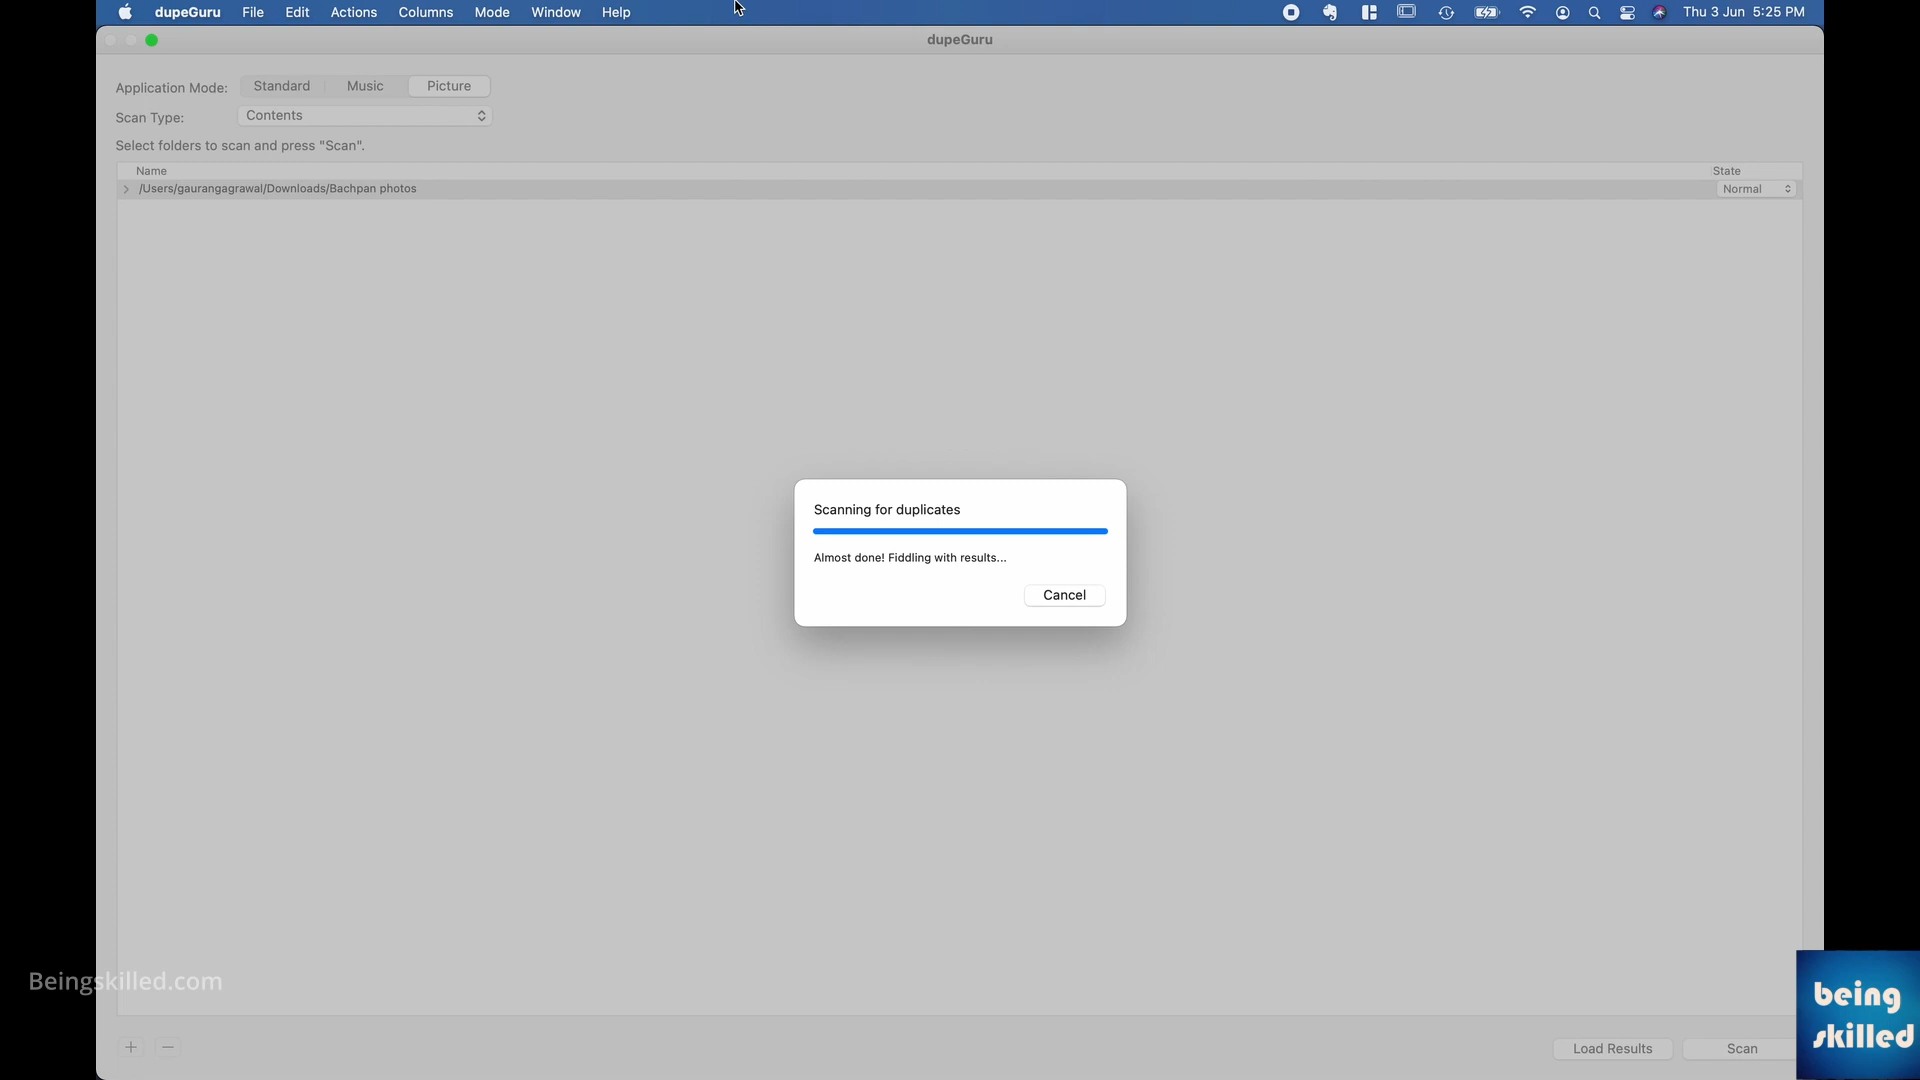 dupeGuru File Edit Actions Columns Mode Window Help Thu 3 Jun 5:25 PM
dupeGuru
Application Mode: Standard Music Picture
Scan Type: Contents
Select folders to scan and press "Scan".
Name State
/Users/gaurangagrawal/Downloads/Bachpan photos Normal
Scanning for duplicates
Almost done! Fiddling with results...
Cancel
Beingskilled.com
being
skilled
Load Results Scan